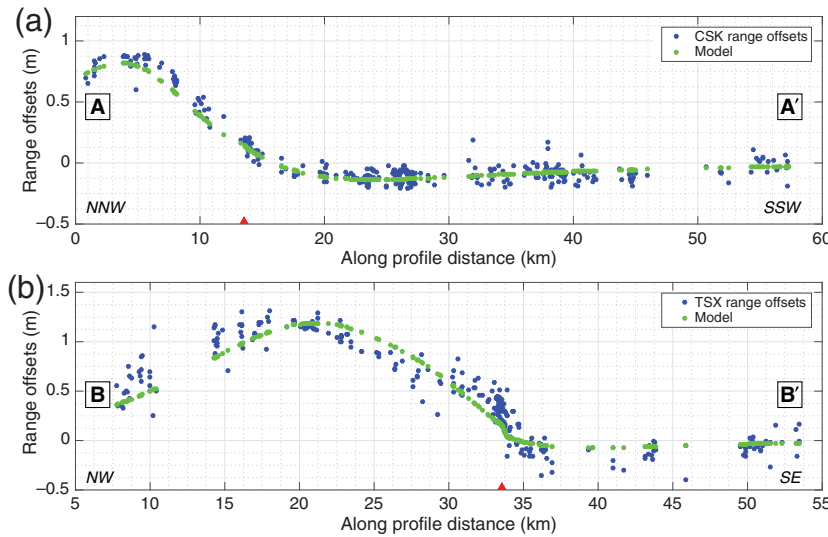 (a)
1
0.5
0
−0.5
Range offsets (m)
CSK range offsets
Model
A
A′
NNW
SSW
0
10
20
30
40
50
60
Along profile distance (km)
(b)
1.5
1
0.5
0
−0.5
Range offsets (m)
TSX range offsets
Model
B
B′
NW
SE
5
10
15
20
25
30
35
40
45
50
55
Along profile distance (km)